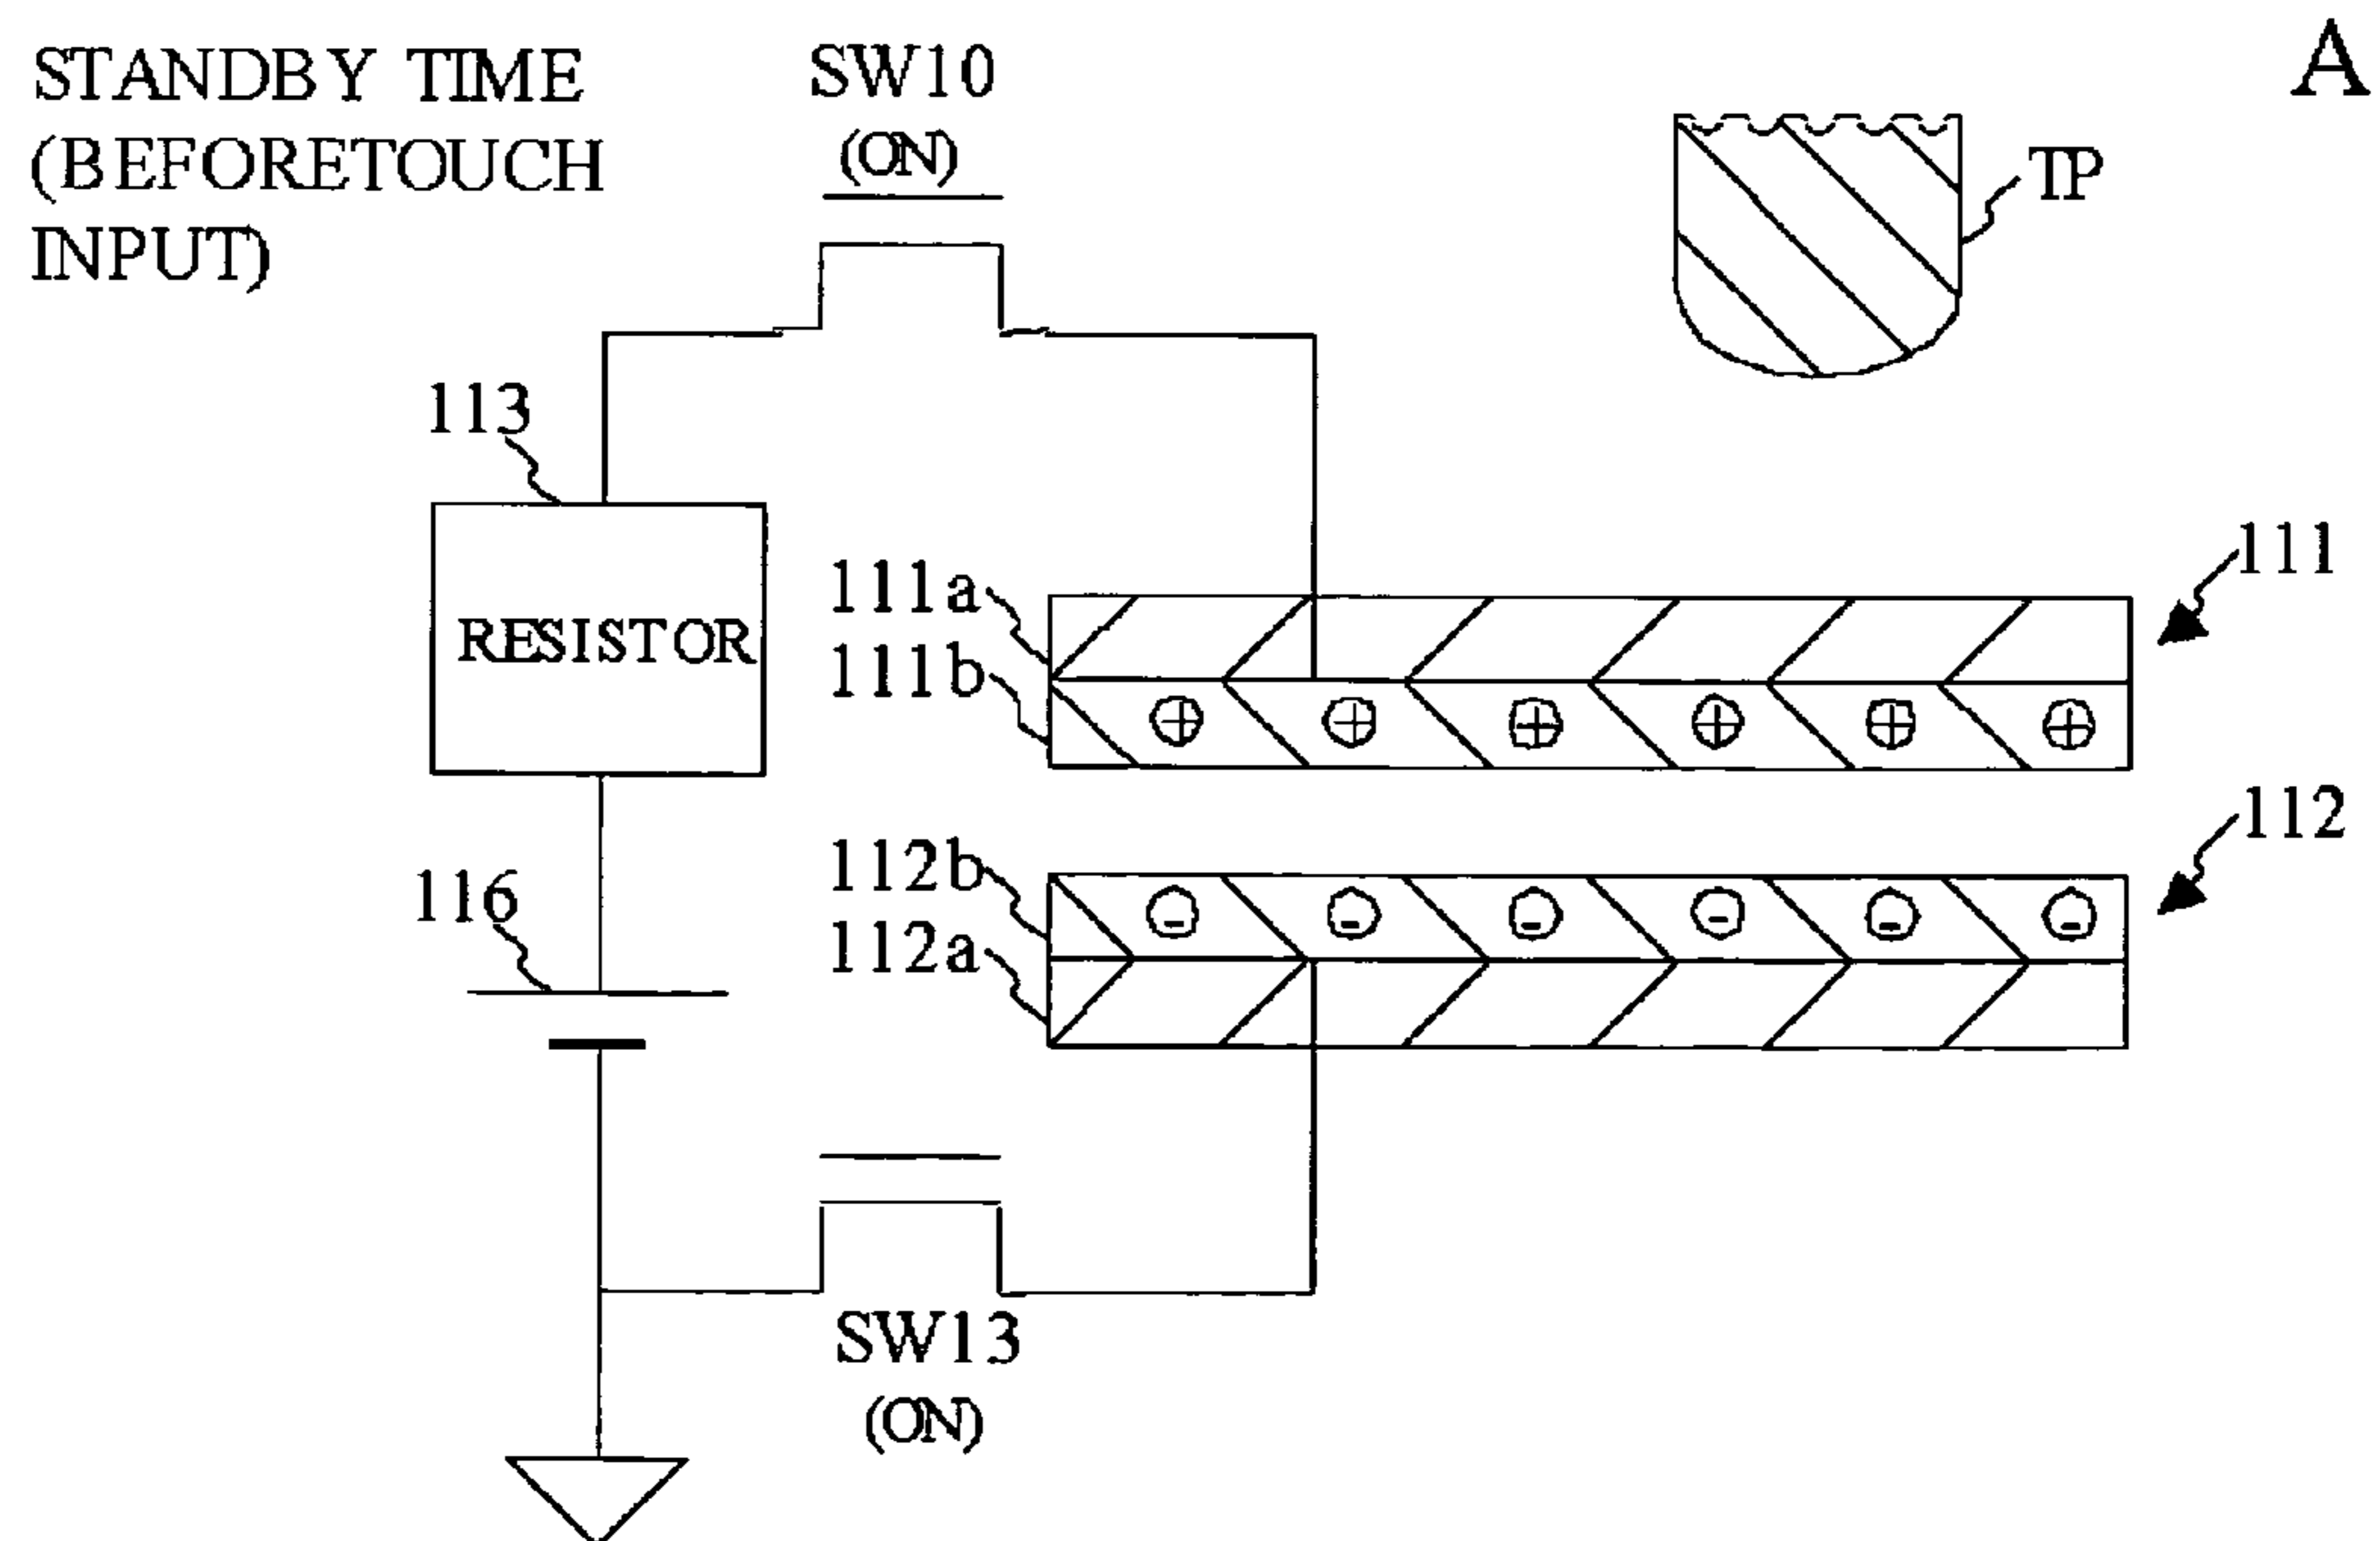 STANDBY TIME
(BEFORETOUCH
INPUT)
SW10
(ON)
A
TP
113
RESISTOR
111a
111b
111
116
112b
112a
112
SW13
(ON)